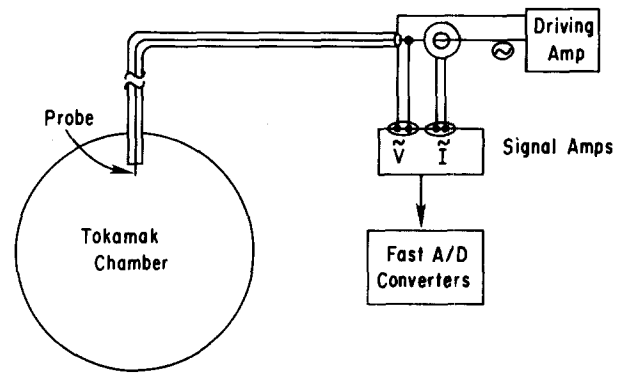 Driving
Amp
Probe
Ṽ Ĩ
Signal Amps
Tokamak
Chamber
Fast A/D
Converters